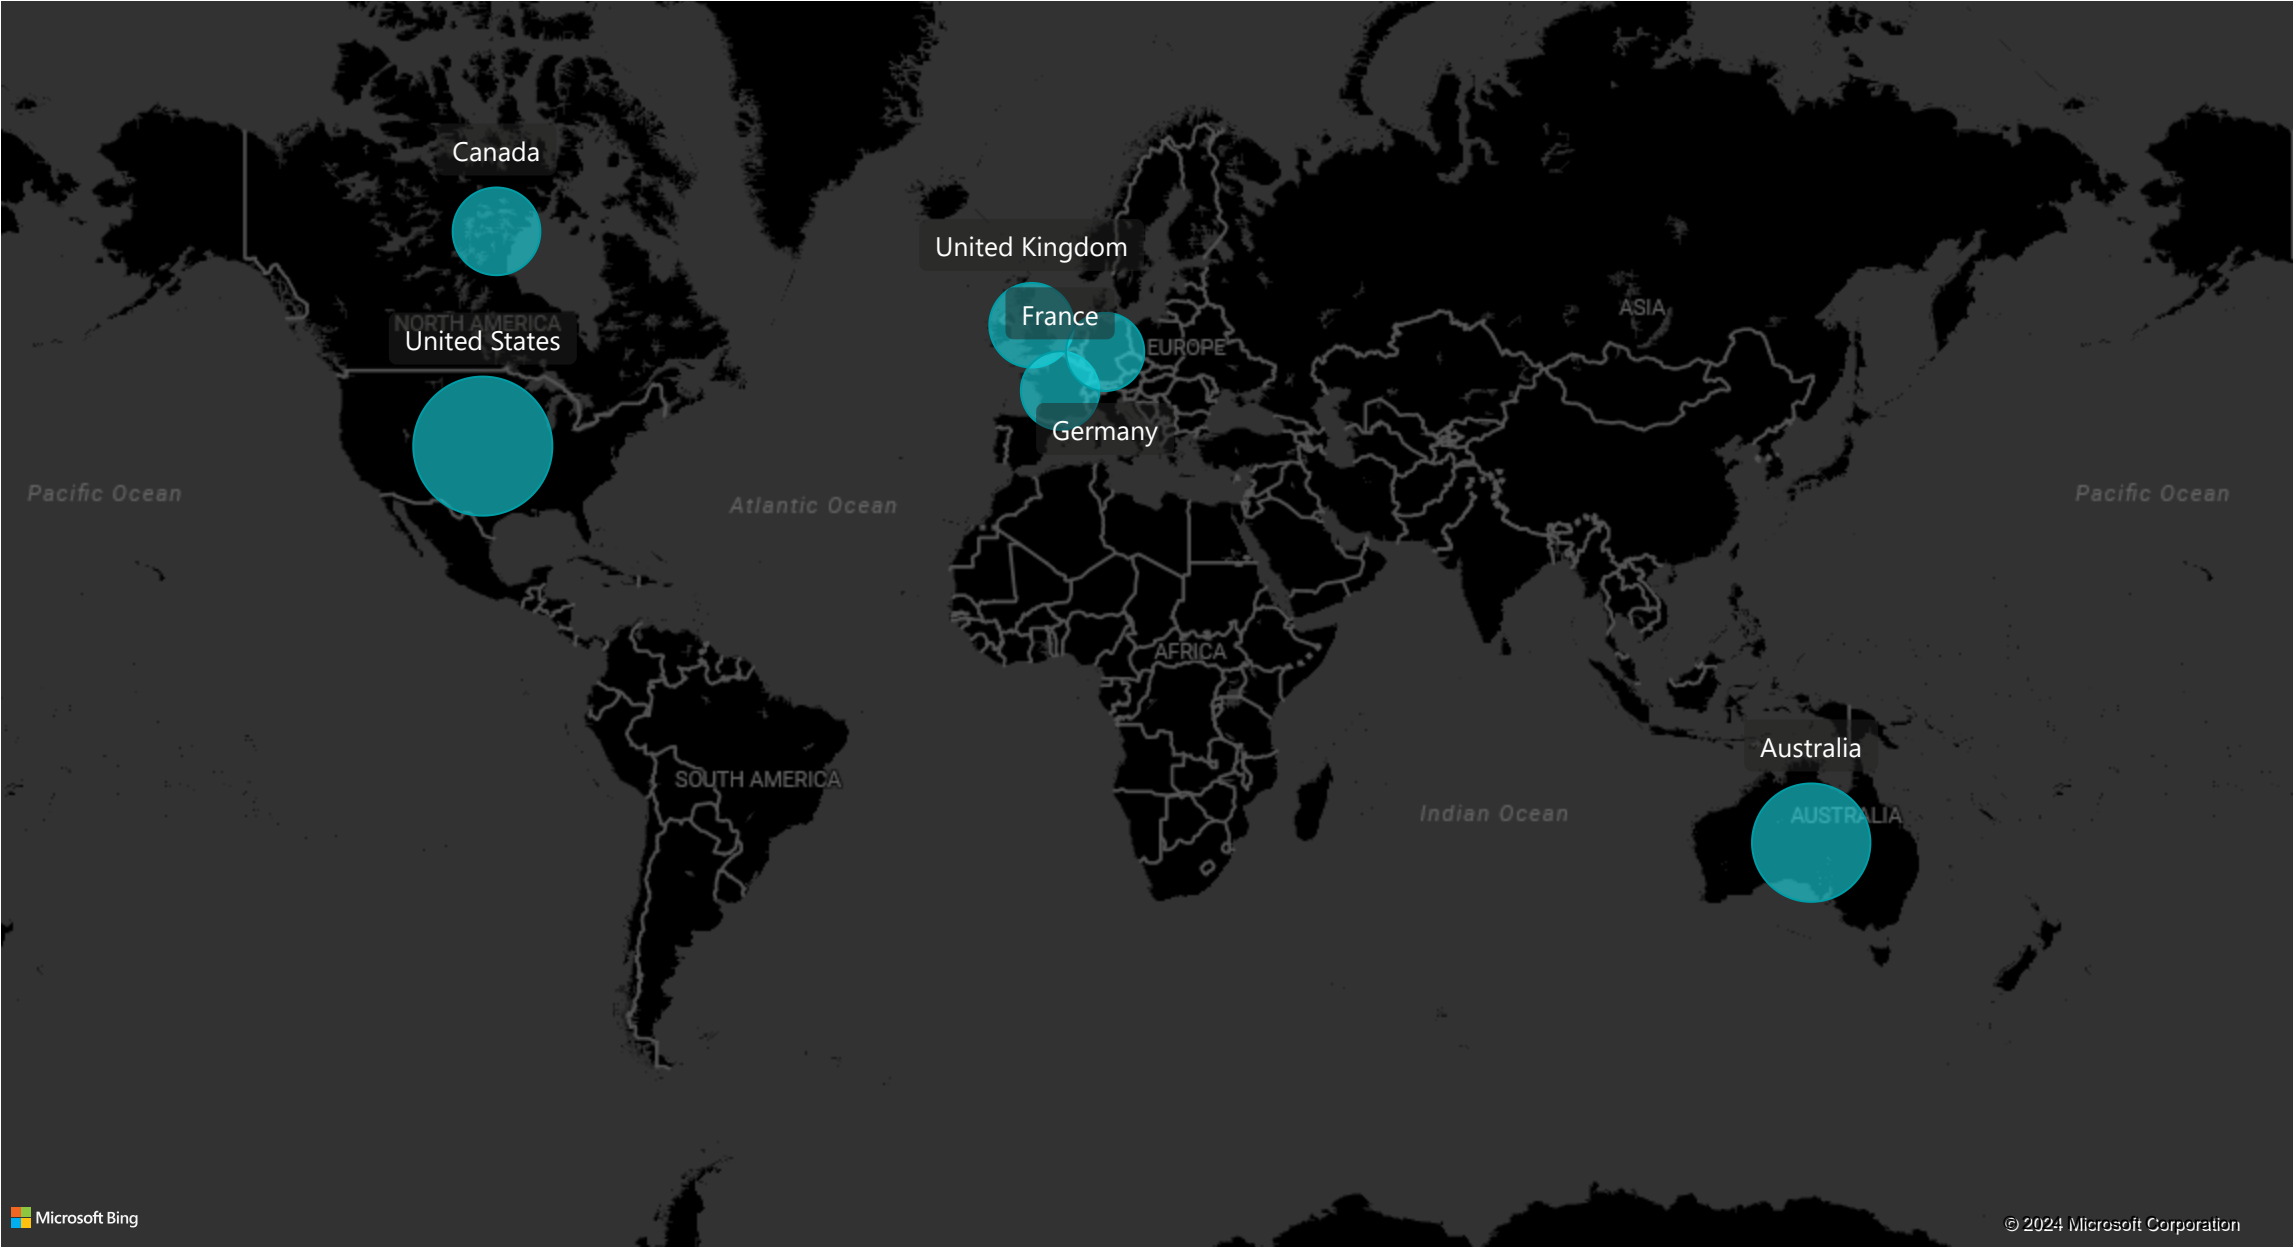 Canada
United Kingdom
ASIA
France
NORTH AMERICA
United States
EUROPE
Germany
Pacific Ocean
Atlantic Ocean
Pacific Ocean
AFRICA
Australia
SOUTH AMERICA
Indian Ocean
AUSTRALIA
Microsoft Bing
© 2024 Microsoft Corporation